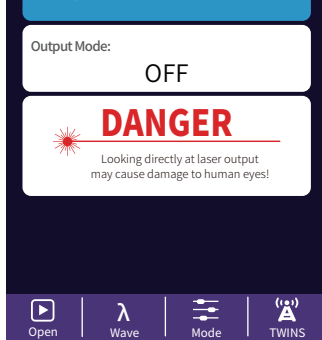 Output Mode:
OFF
DANGER
Looking directly at laser output
may cause damage to human eyes!
Open
λ
Wave
Mode
TWINS